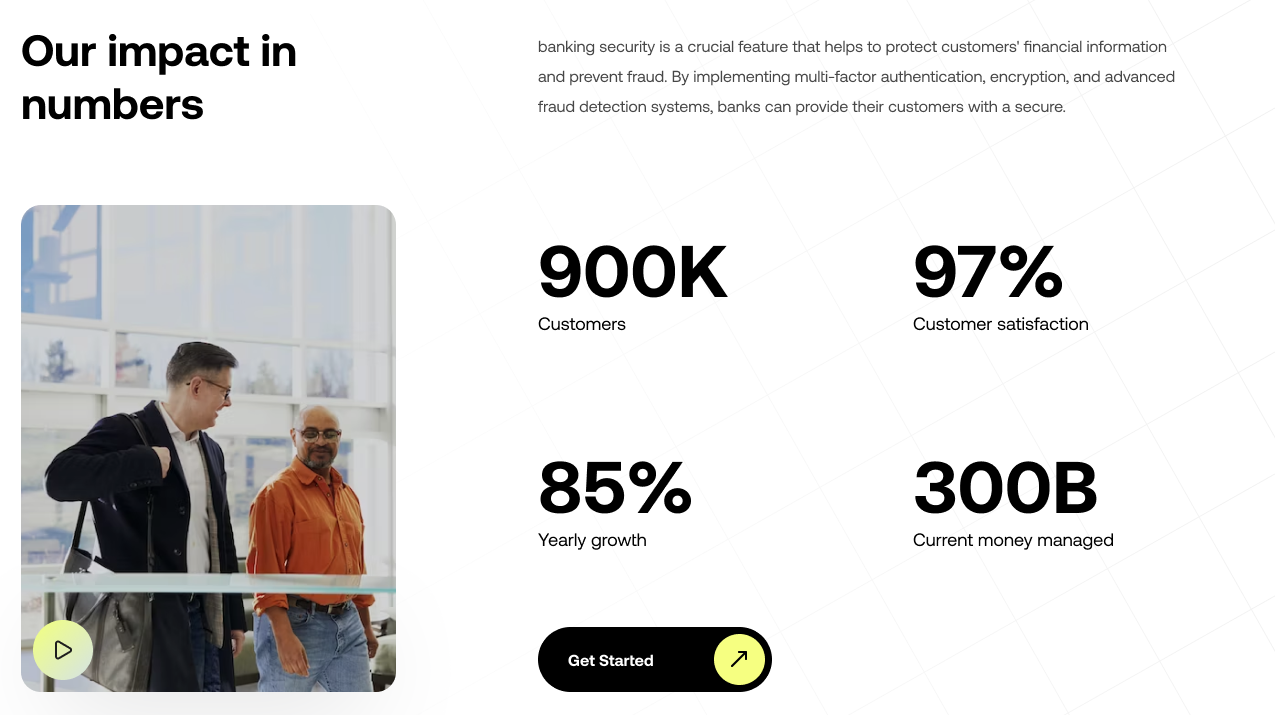 Our impact in
numbers
banking security is a crucial feature that helps to protect customers' financial information
and prevent fraud. By implementing multi-factor authentication, encryption, and advanced
fraud detection systems, banks can provide their customers with a secure.
900K
Customers
97%
Customer satisfaction
85%
Yearly growth
300B
Current money managed
Get Started